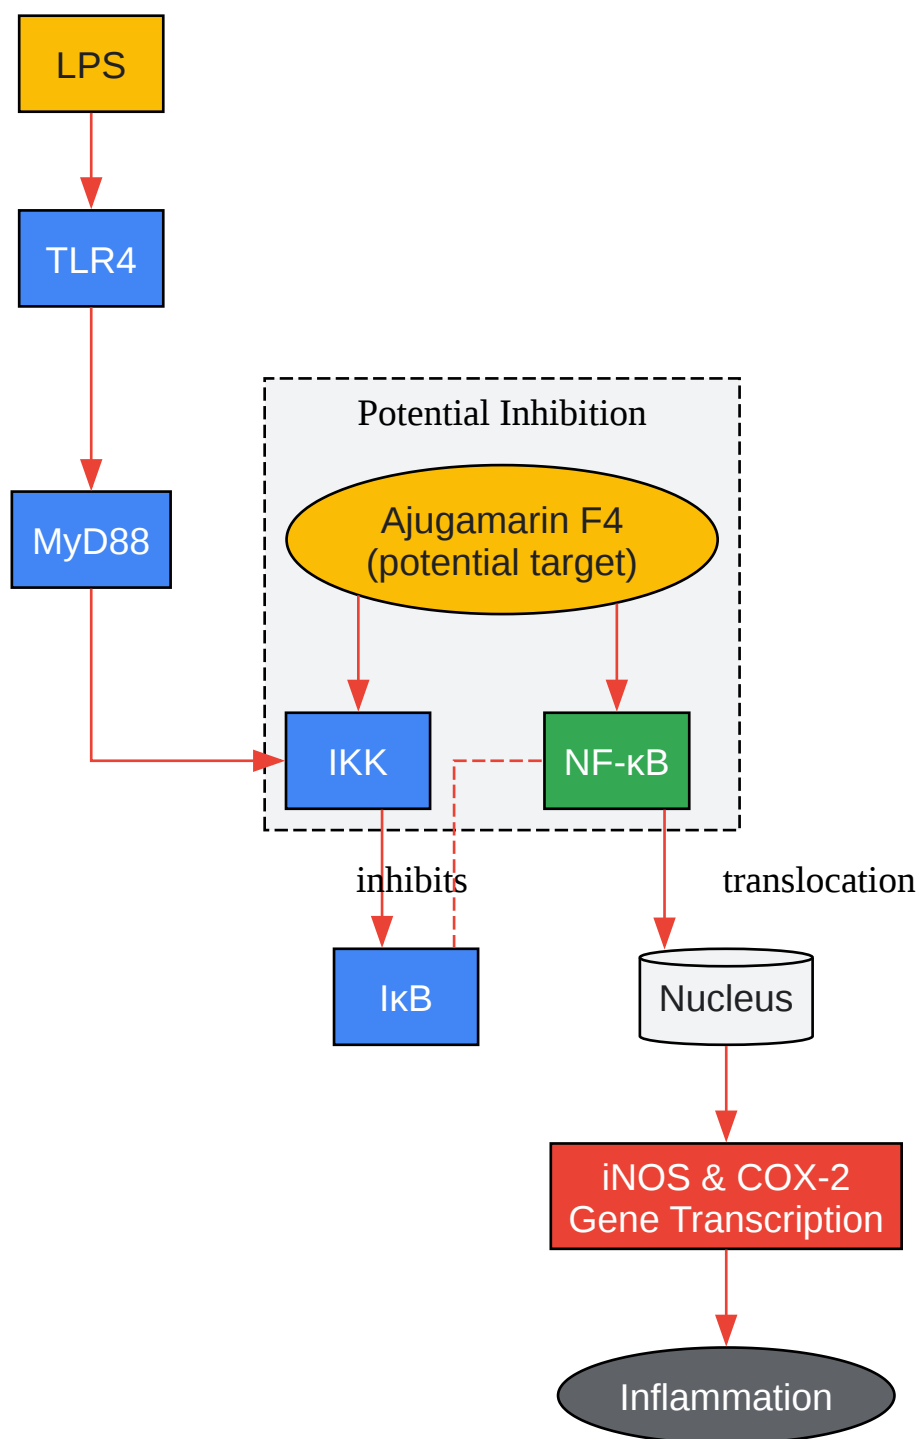 LPS
TLR4
MyD88
Potential Inhibition
Ajugamarin F4
(potential target)
IKK
NF-κB
inhibits
translocation
IκB
Nucleus
iNOS & COX-2
Gene Transcription
Inflammation